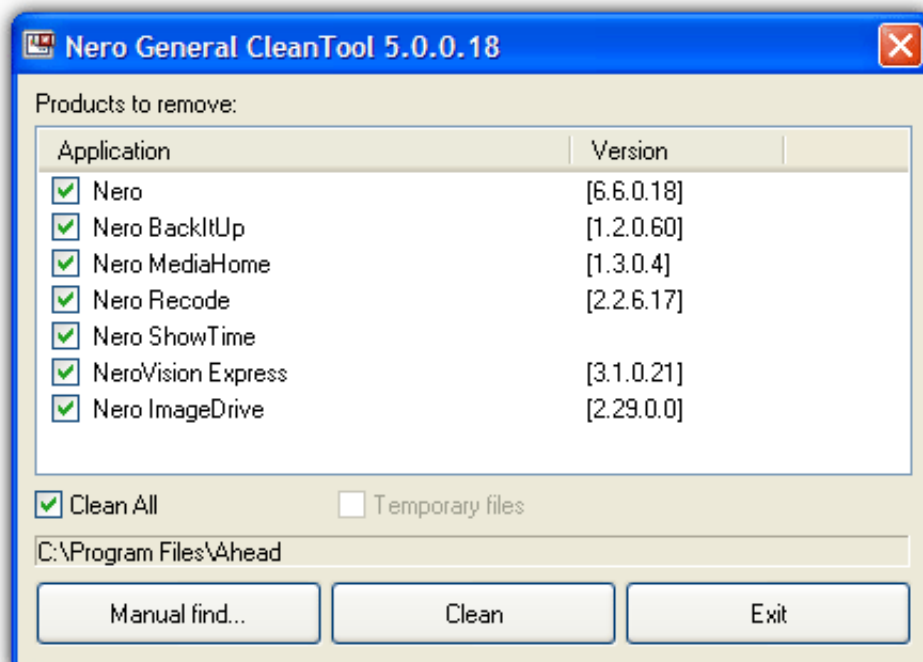 Nero General CleanTool 5.0.0.18
Products to remove:
Application Version
Nero [6.6.0.18]
Nero BackItUp [1.2.0.60]
Nero MediaHome [1.3.0.4]
Nero Recode [2.2.6.17]
Nero ShowTime
NeroVision Express [3.1.0.21]
Nero ImageDrive [2.29.0.0]
Clean All Temporary files
C:\Program Files\Ahead
Manual find... Clean Exit